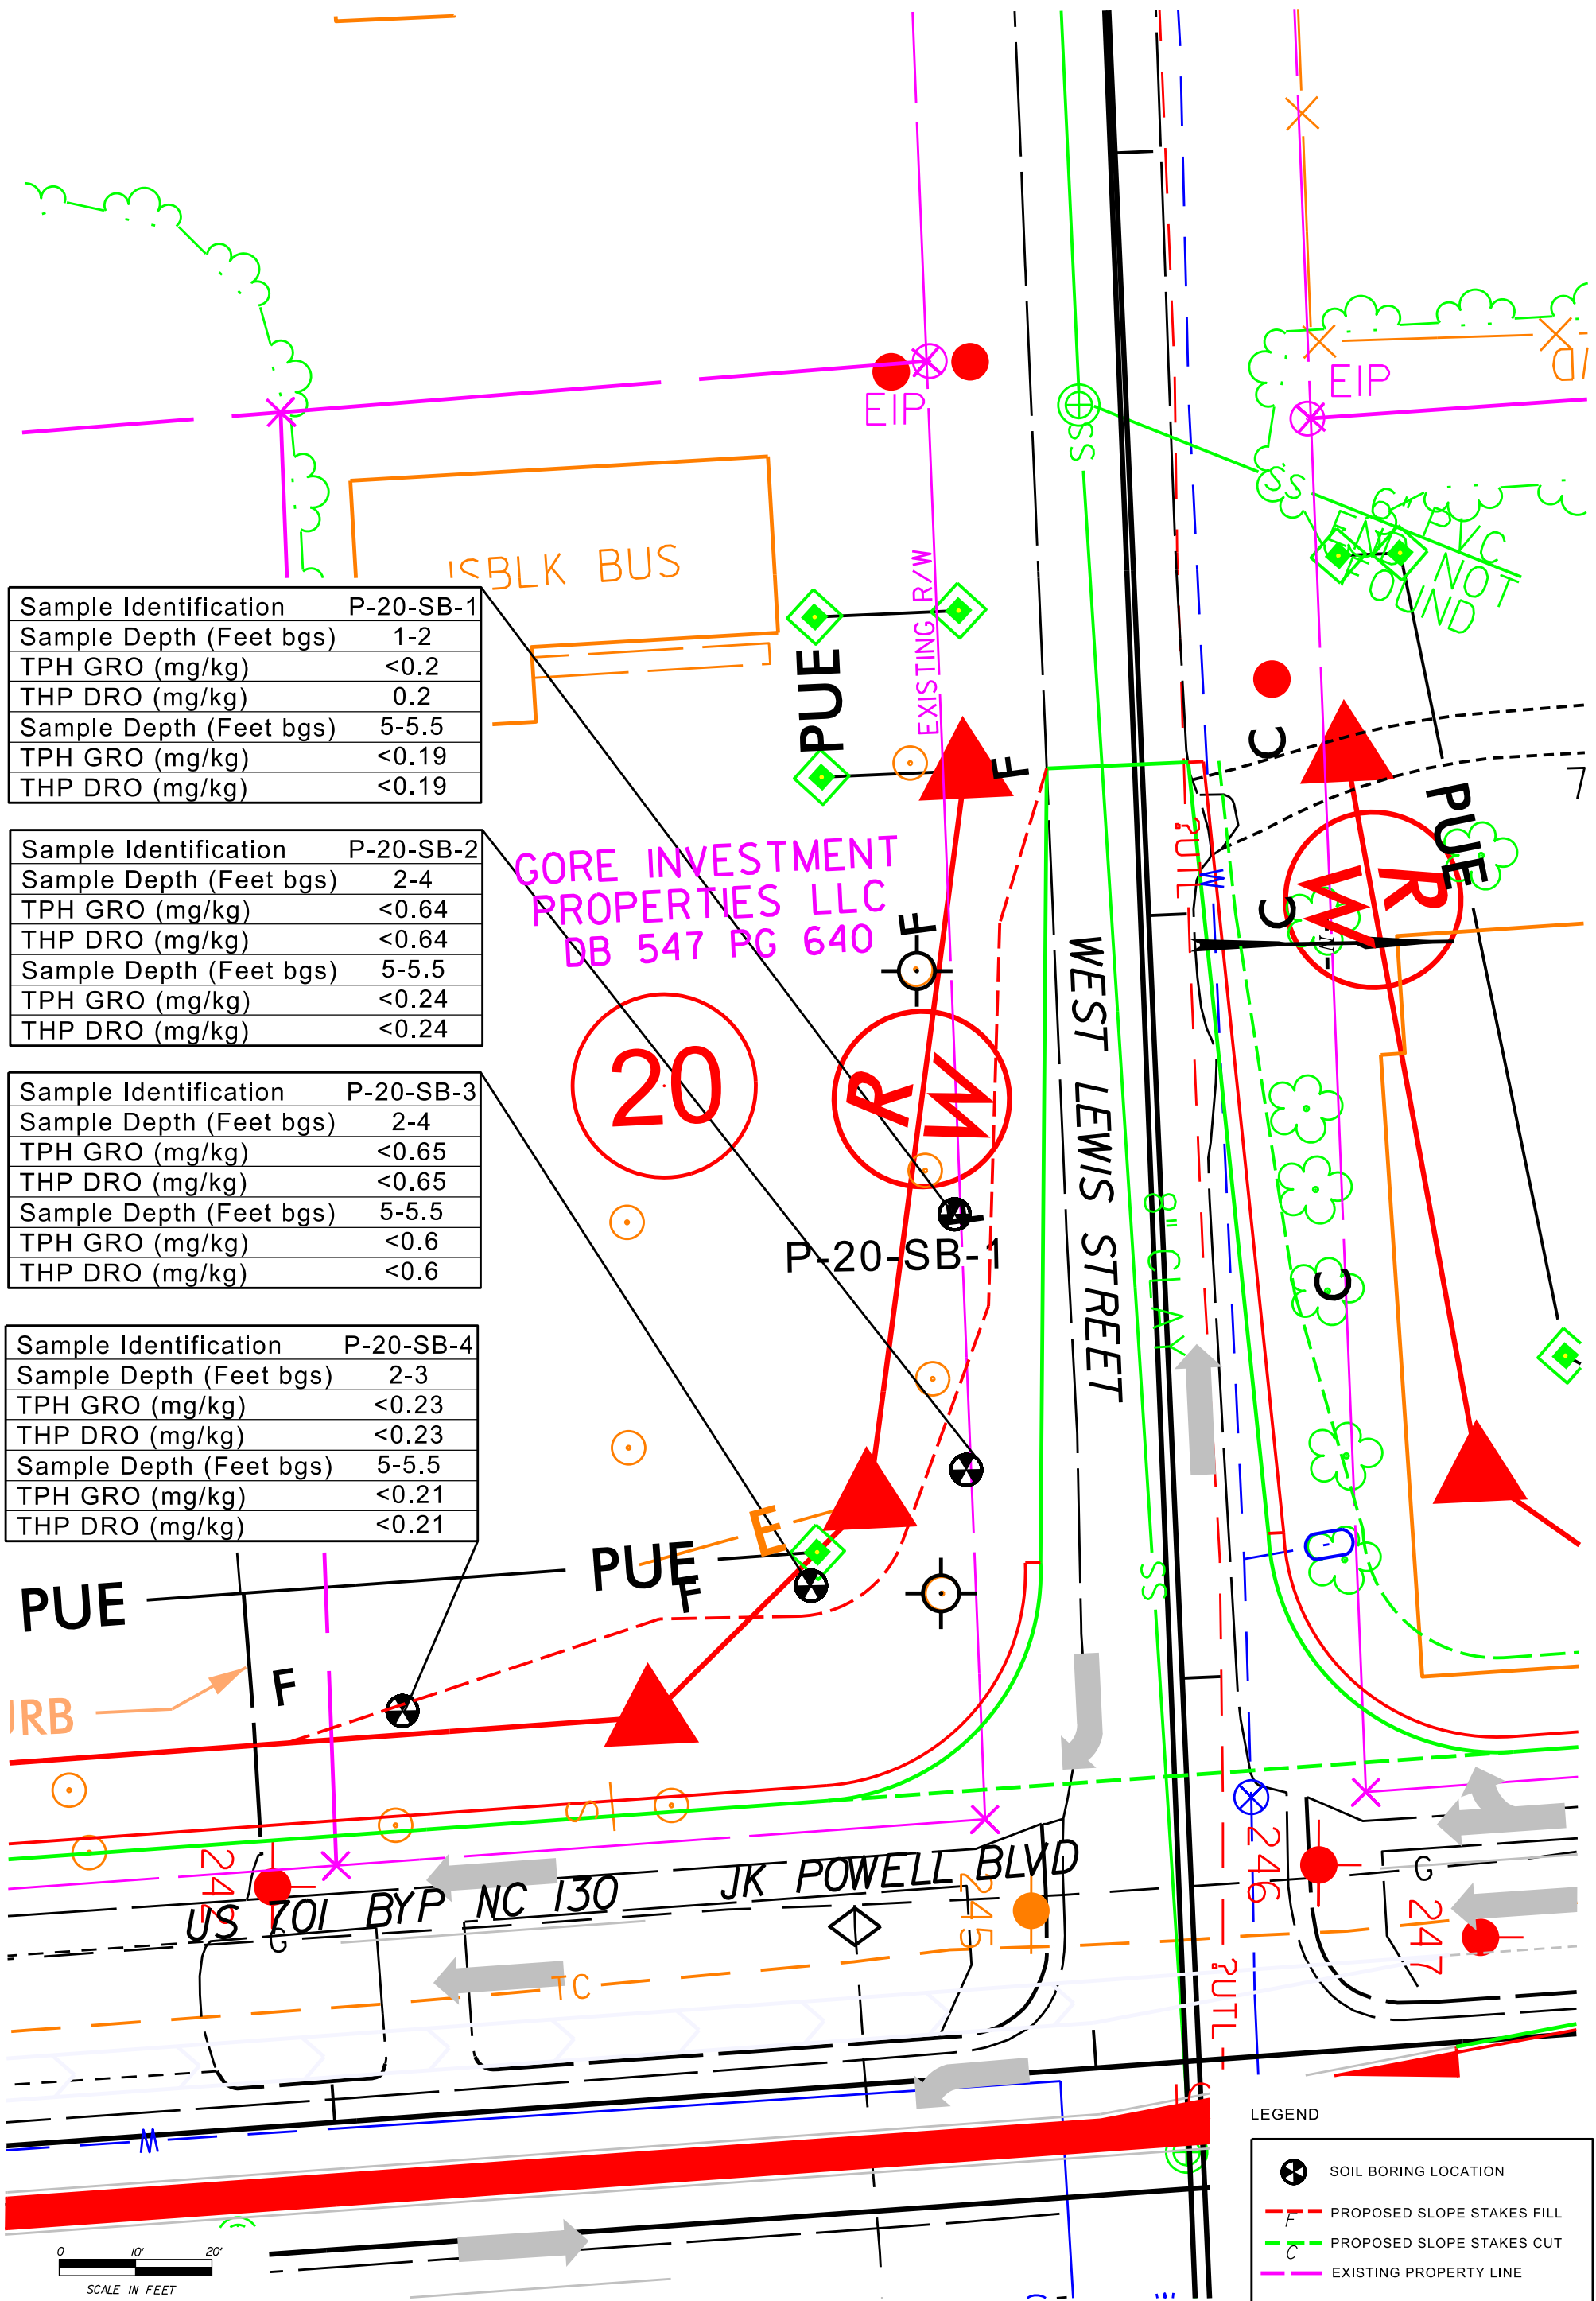 EIP
EIP
SS
SS
6" PVC
END NOT
FOUND
BUS
EXISTING R/W
PUE
Sample Identification P-20-SB-1
Sample Depth (Feet bgs) 1-2
TPH GRO (mg/kg) <0.2
THP DRO (mg/kg) 0.2
Sample Depth (Feet bgs) 5-5.5
TPH GRO (mg/kg) <0.19
THP DRO (mg/kg) <0.19
C
F
PUE
Sample Identification P-20-SB-2
Sample Depth (Feet bgs) 2-4
TPH GRO (mg/kg) <0.64
THP DRO (mg/kg) <0.64
Sample Depth (Feet bgs) 5-5.5
TPH GRO (mg/kg) <0.24
THP DRO (mg/kg) <0.24
GORE INVESTMENT
PROPERTIES LLC
DB 547 PG 640
?UTL
W
F
C
N
R
W
Sample Identification P-20-SB-3
Sample Depth (Feet bgs) 2-4
TPH GRO (mg/kg) <0.65
THP DRO (mg/kg) <0.65
Sample Depth (Feet bgs) 5-5.5
TPH GRO (mg/kg) <0.6
THP DRO (mg/kg) <0.6
20
R
W
WEST LEWIS STREET
F
P-20-SB-1
8" CLAY
C
Sample Identification P-20-SB-4
Sample Depth (Feet bgs) 2-3
TPH GRO (mg/kg) <0.23
THP DRO (mg/kg) <0.23
Sample Depth (Feet bgs) 5-5.5
TPH GRO (mg/kg) <0.21
THP DRO (mg/kg) <0.21
E
PUE
PUE
F
SS
F
S
246
G
247
245
US 701 BYP NC 130 JK POWELL BLVD
G
TC
?UTL
W
LEGEND
SOIL BORING LOCATION
F PROPOSED SLOPE STAKES FILL
C PROPOSED SLOPE STAKES CUT
EXISTING PROPERTY LINE
0 10' 20'
SCALE IN FEET